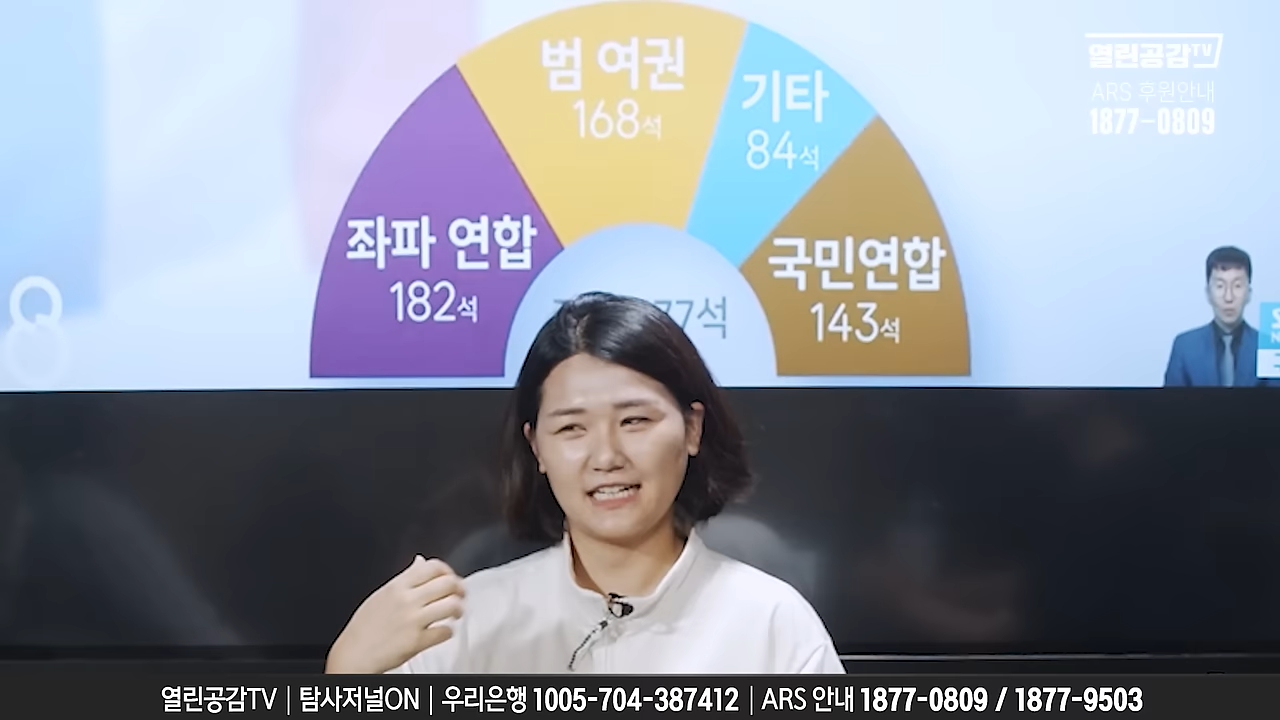 범 여권
168석
기타
84석
좌파 연합
182석
국민연합
143석
77석
열린공감TV
ARS 후원안내
1877-0809
열린공감TV | 탐사저널ON | 우리은행 1005-704-387412 | ARS 안내 1877-0809 / 1877-9503